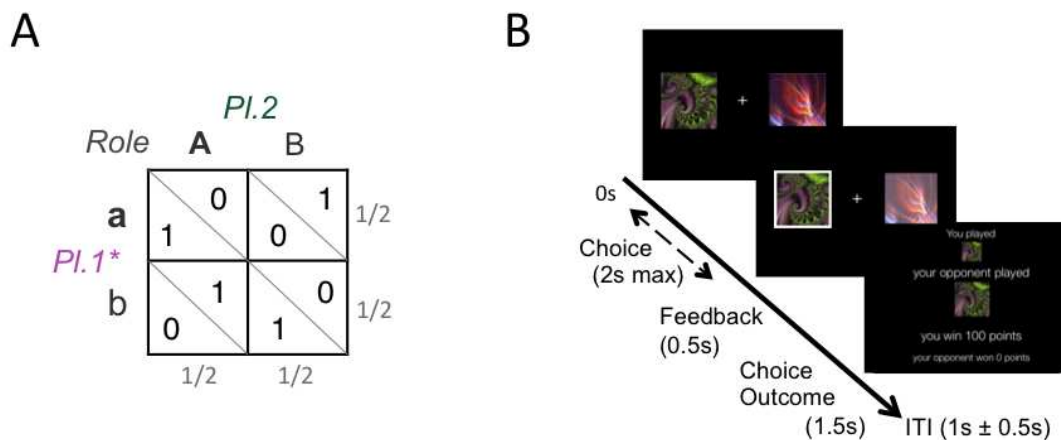 A
Pl.2
Role A B
a
0
1
1
0
1/2
Pl.1*
b
1
0
0
1
1/2
1/2 1/2
B
+
+
You played
your opponent played
you win 100 points
your opponent won 0 points
0s
Choice
(2s max)
Feedback
(0.5s)
Choice
Outcome
(1.5s)
ITI (1s ± 0.5s)